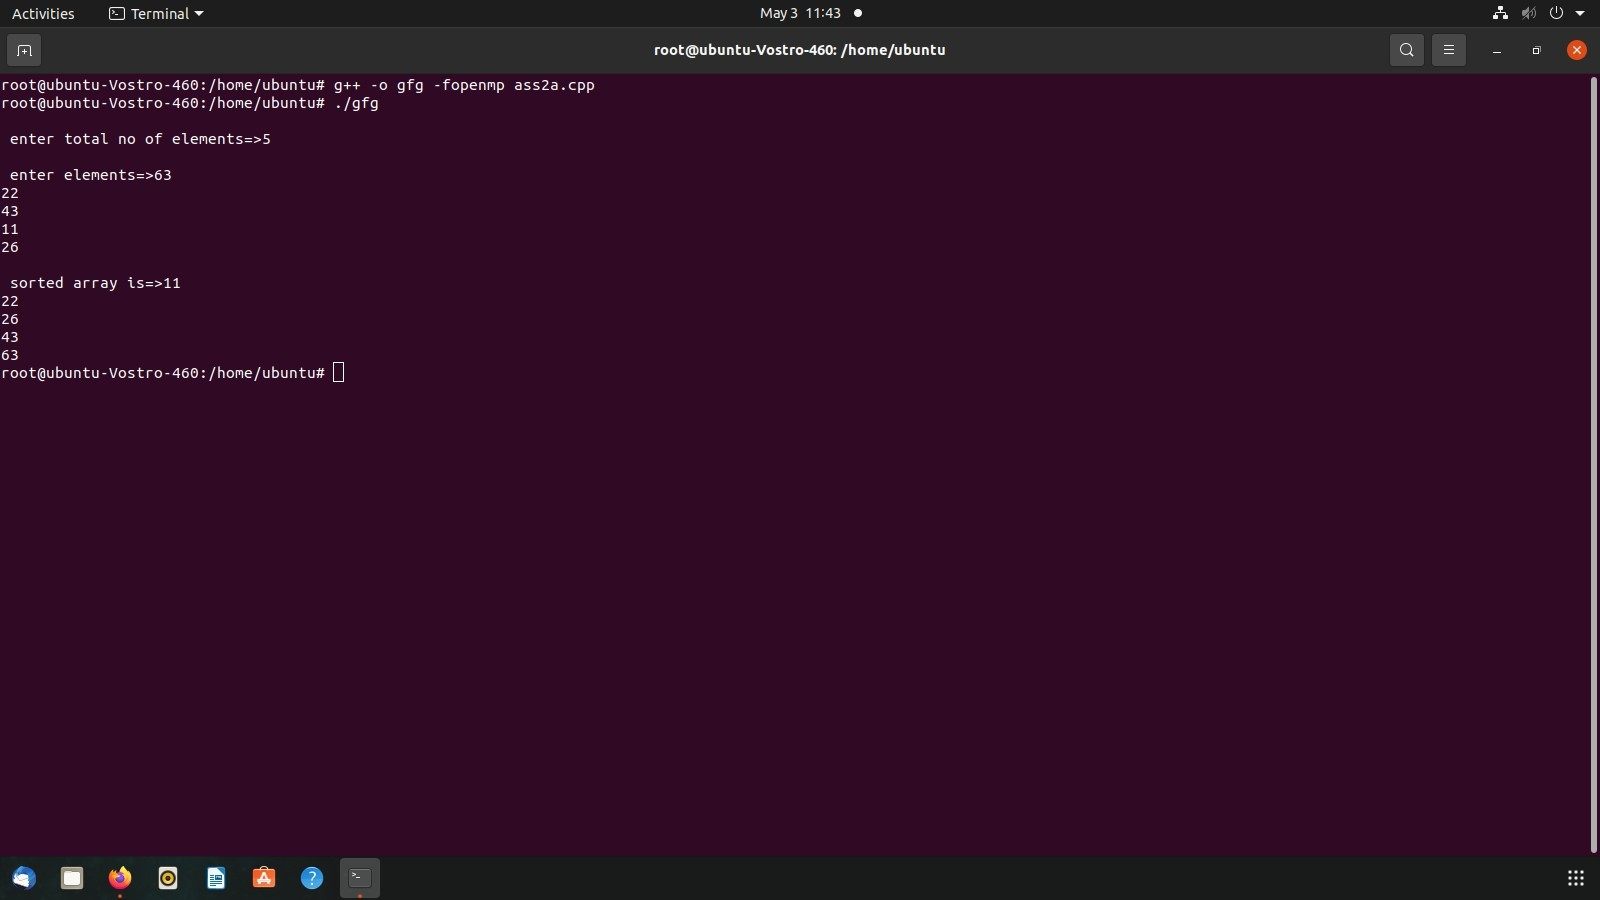 Activities Terminal May 3 11:43
root@ubuntu-Vostro-460: /home/ubuntu
root@ubuntu-Vostro-460:/home/ubuntu# g++ -o gfg -fopenmp ass2a.cpp
root@ubuntu-Vostro-460:/home/ubuntu# ./gfg
enter total no of elements=>5
enter elements=>63
22
43
11
26
sorted array is=>11
22
26
43
63
root@ubuntu-Vostro-460:/home/ubuntu#